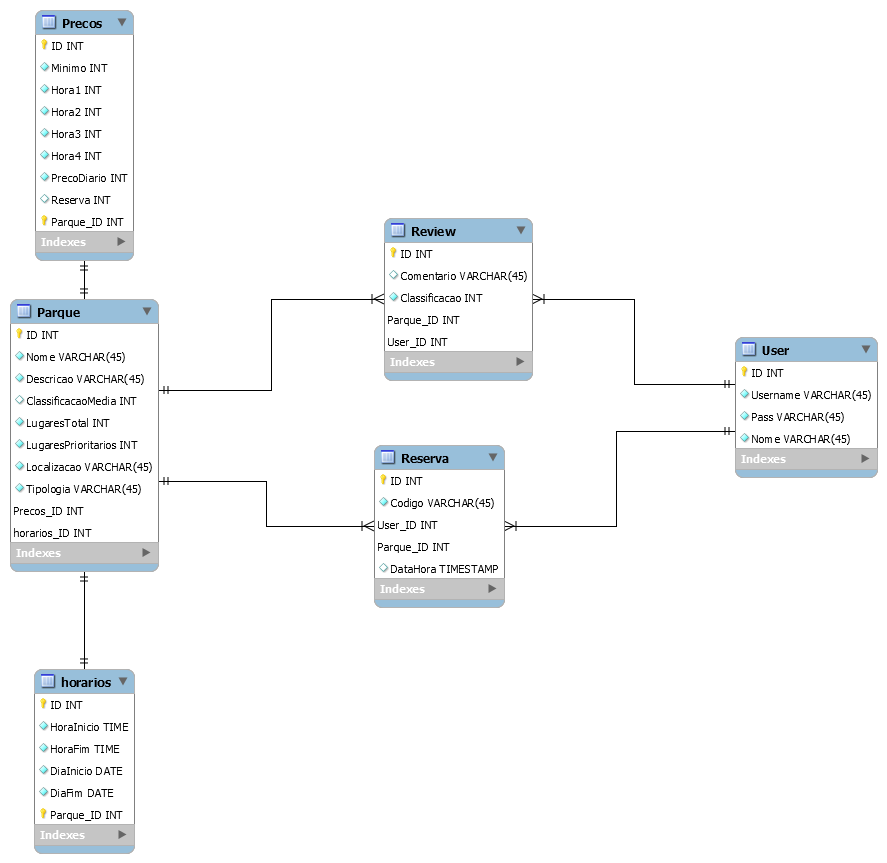 Precos
ID INT
Minimo INT
Hora1 INT
Hora2 INT
Hora3 INT
Hora4 INT
PrecoDiario INT
Reserva INT
Parque_ID INT
Indexes
Parque
ID INT
Nome VARCHAR(45)
Descricao VARCHAR(45)
ClassificacaoMedia INT
LugaresTotal INT
LugaresPrioritarios INT
Localizacao VARCHAR(45)
Tipologia VARCHAR(45)
Precos_ID INT
horarios_ID INT
Indexes
horarios
ID INT
HoraInicio TIME
HoraFim TIME
DiaInicio DATE
DiaFim DATE
Parque_ID INT
Indexes
Review
ID INT
Comentario VARCHAR(45)
Classificacao INT
Parque_ID INT
User_ID INT
Indexes
Reserva
ID INT
Codigo VARCHAR(45)
User_ID INT
Parque_ID INT
DataHora TIMESTAMP
Indexes
User
ID INT
Username VARCHAR(45)
Pass VARCHAR(45)
Nome VARCHAR(45)
Indexes